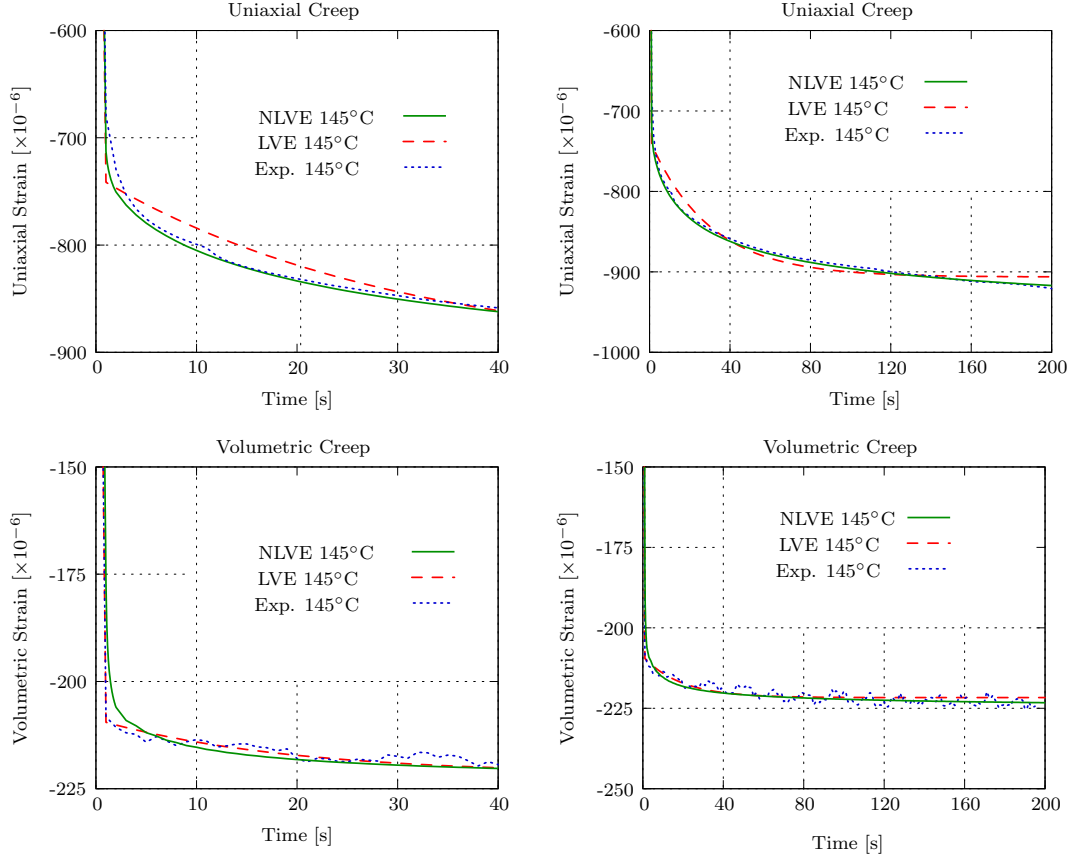 Uniaxial Creep
-600
-700
-800
-900
Uniaxial Strain [×10⁻⁶]
NLVE 145°C
LVE 145°C
Exp. 145°C
0 10 20 30 40
Time [s]
Uniaxial Creep
-600
-700
-800
-900
-1000
Uniaxial Strain [×10⁻⁶]
NLVE 145°C
LVE 145°C
Exp. 145°C
0 40 80 120 160 200
Time [s]
Volumetric Creep
-150
-175
-200
-225
Volumetric Strain [×10⁻⁶]
NLVE 145°C
LVE 145°C
Exp. 145°C
0 10 20 30 40
Time [s]
Volumetric Creep
-150
-175
-200
-225
-250
Volumetric Strain [×10⁻⁶]
NLVE 145°C
LVE 145°C
Exp. 145°C
0 40 80 120 160 200
Time [s]